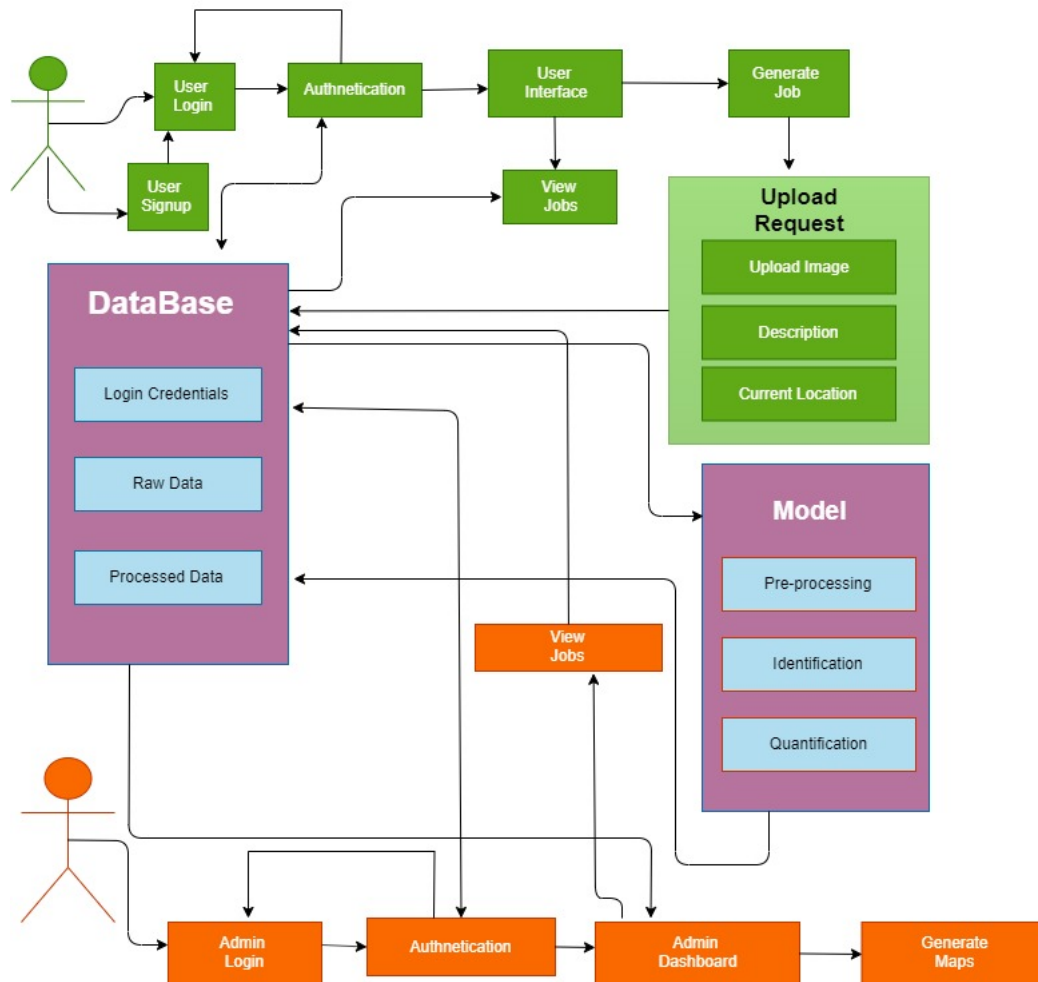 User
Login
Authnetication
User
Interface
Generate
Job
User
Signup
View
Jobs
Upload
Request
Upload Image
Description
Current Location
DataBase
Login Credentials
Raw Data
Processed Data
Model
Pre-processing
Identification
Quantification
View
Jobs
Admin
Login
Authnetication
Admin
Dashboard
Generate
Maps